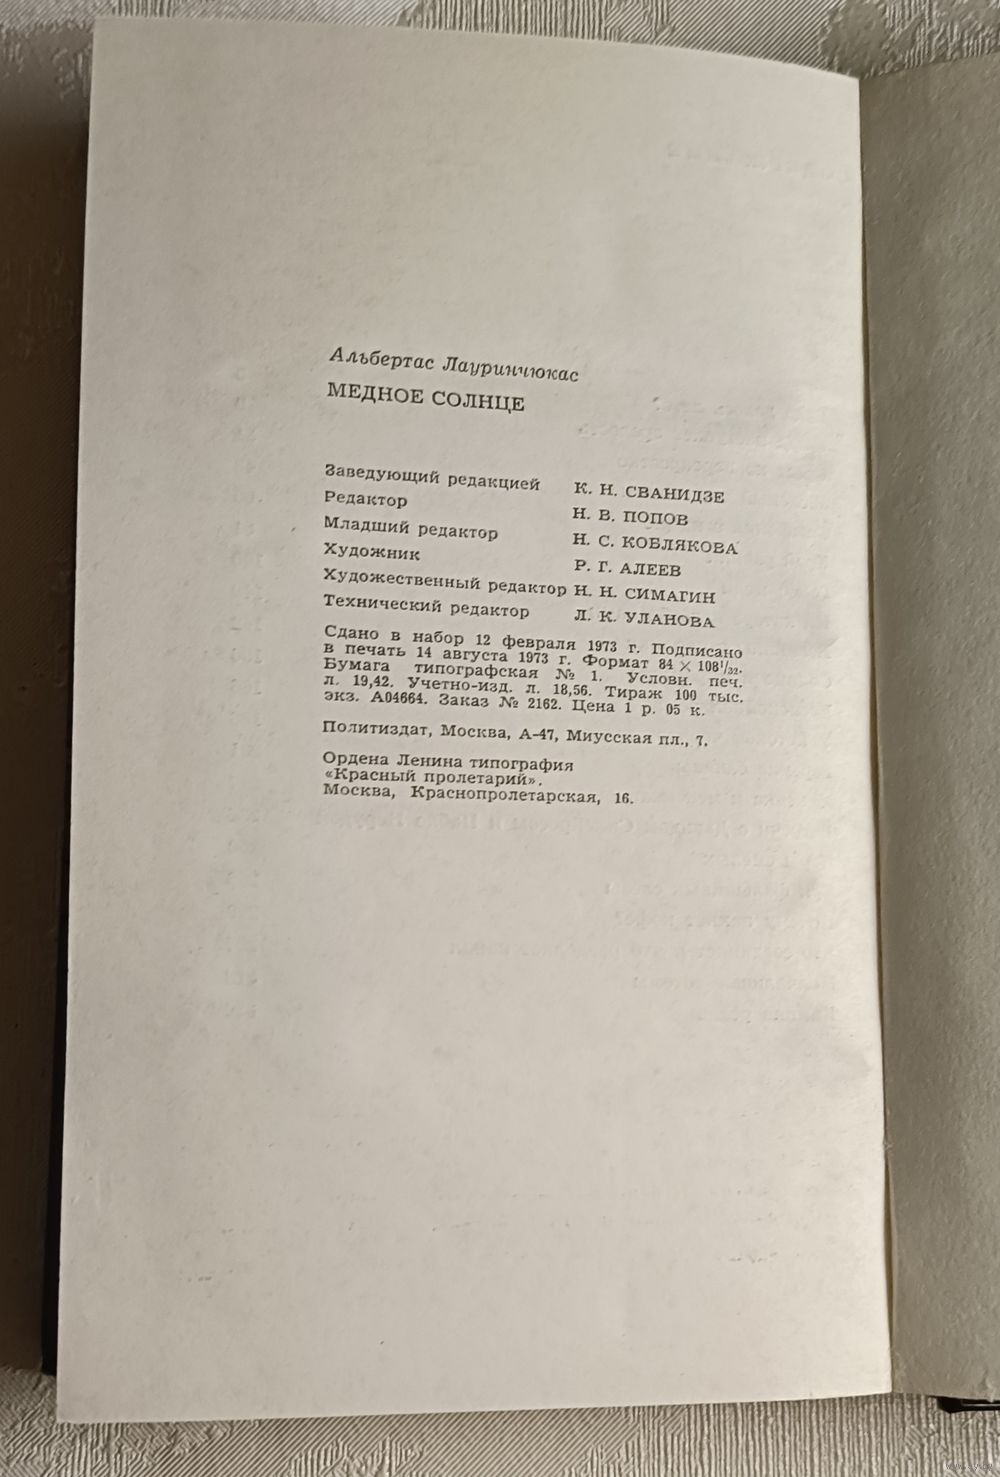 Альбертас Лауринчюкас
МЕДНОЕ СОЛНЦЕ
Заведующий редакцией К. Н. СВАНИДЗЕ
Редактор Н. В. ПОПОВ
Младший редактор Н. С. КОБЛЯКОВА
Художник Р. Г. АЛЕЕВ
Художественный редактор Н. Н. СИМАГИН
Технический редактор Л. К. УЛАНОВА
Сдано в набор 12 февраля 1973 г. Подписано
в печать 14 августа 1973 г. Формат 84 × 108 1/32.
Бумага типографская № 1. Условн. печ.
л. 19,42. Учетно-изд. л. 18,56. Тираж 100 тыс.
экз. А04664. Заказ № 2162. Цена 1 р. 05 к.
Политиздат, Москва, А-47, Миусская пл., 7.
Ордена Ленина типография
«Красный пролетарий».
Москва, Краснопролетарская, 16.